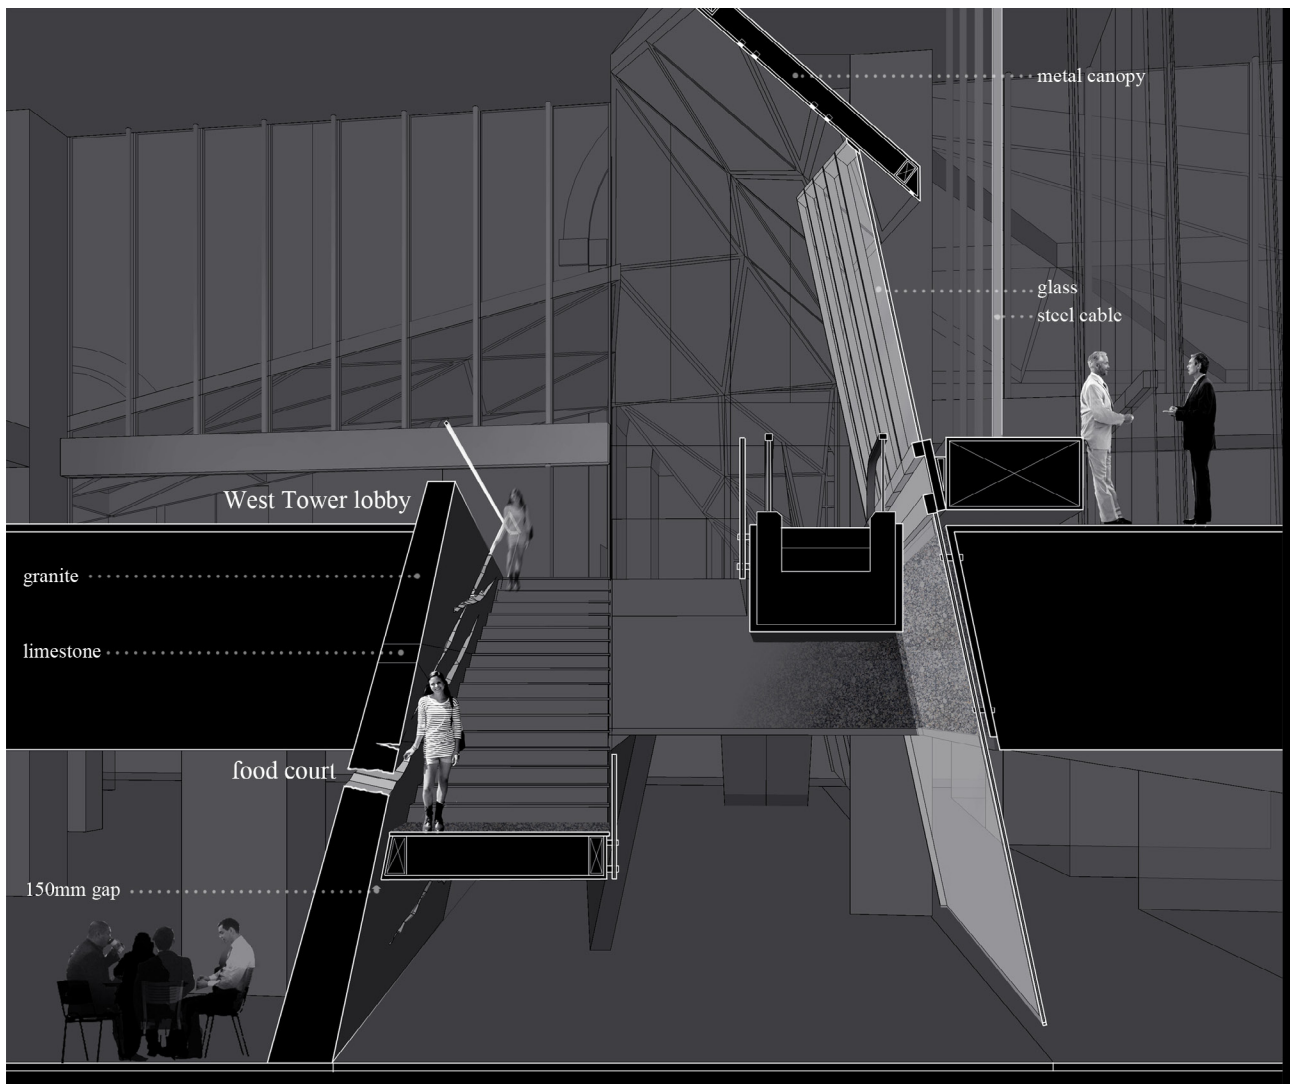 metal canopy
glass
steel cable
West Tower lobby
granite
limestone
food court
150mm gap